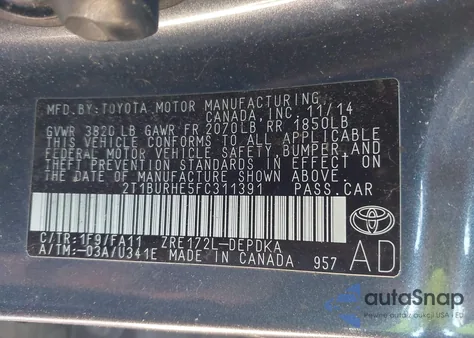 MFD. BY: TOYOTA MOTOR MANUFACTURING
CANADA, INC. 11/14
GVWR 3820 LB GAWR FR 2070LB RR 1850LB
THIS VEHICLE CONFORMS TO ALL APPLICABLE
FEDERAL MOTOR VEHICLE SAFETY, BUMPER, AND
THEFT PREVENTION STANDARDS IN EFFECT ON
THE DATE OF MANUFACTURE SHOWN ABOVE.
2T1BURHE5FC311391 PASS.CAR
C/TR:1F9/FA11 ZRE172L-DEPDKA
A/TM:-03A/U341E MADE IN CANADA 957
TOYOTA
AD
autoSnap